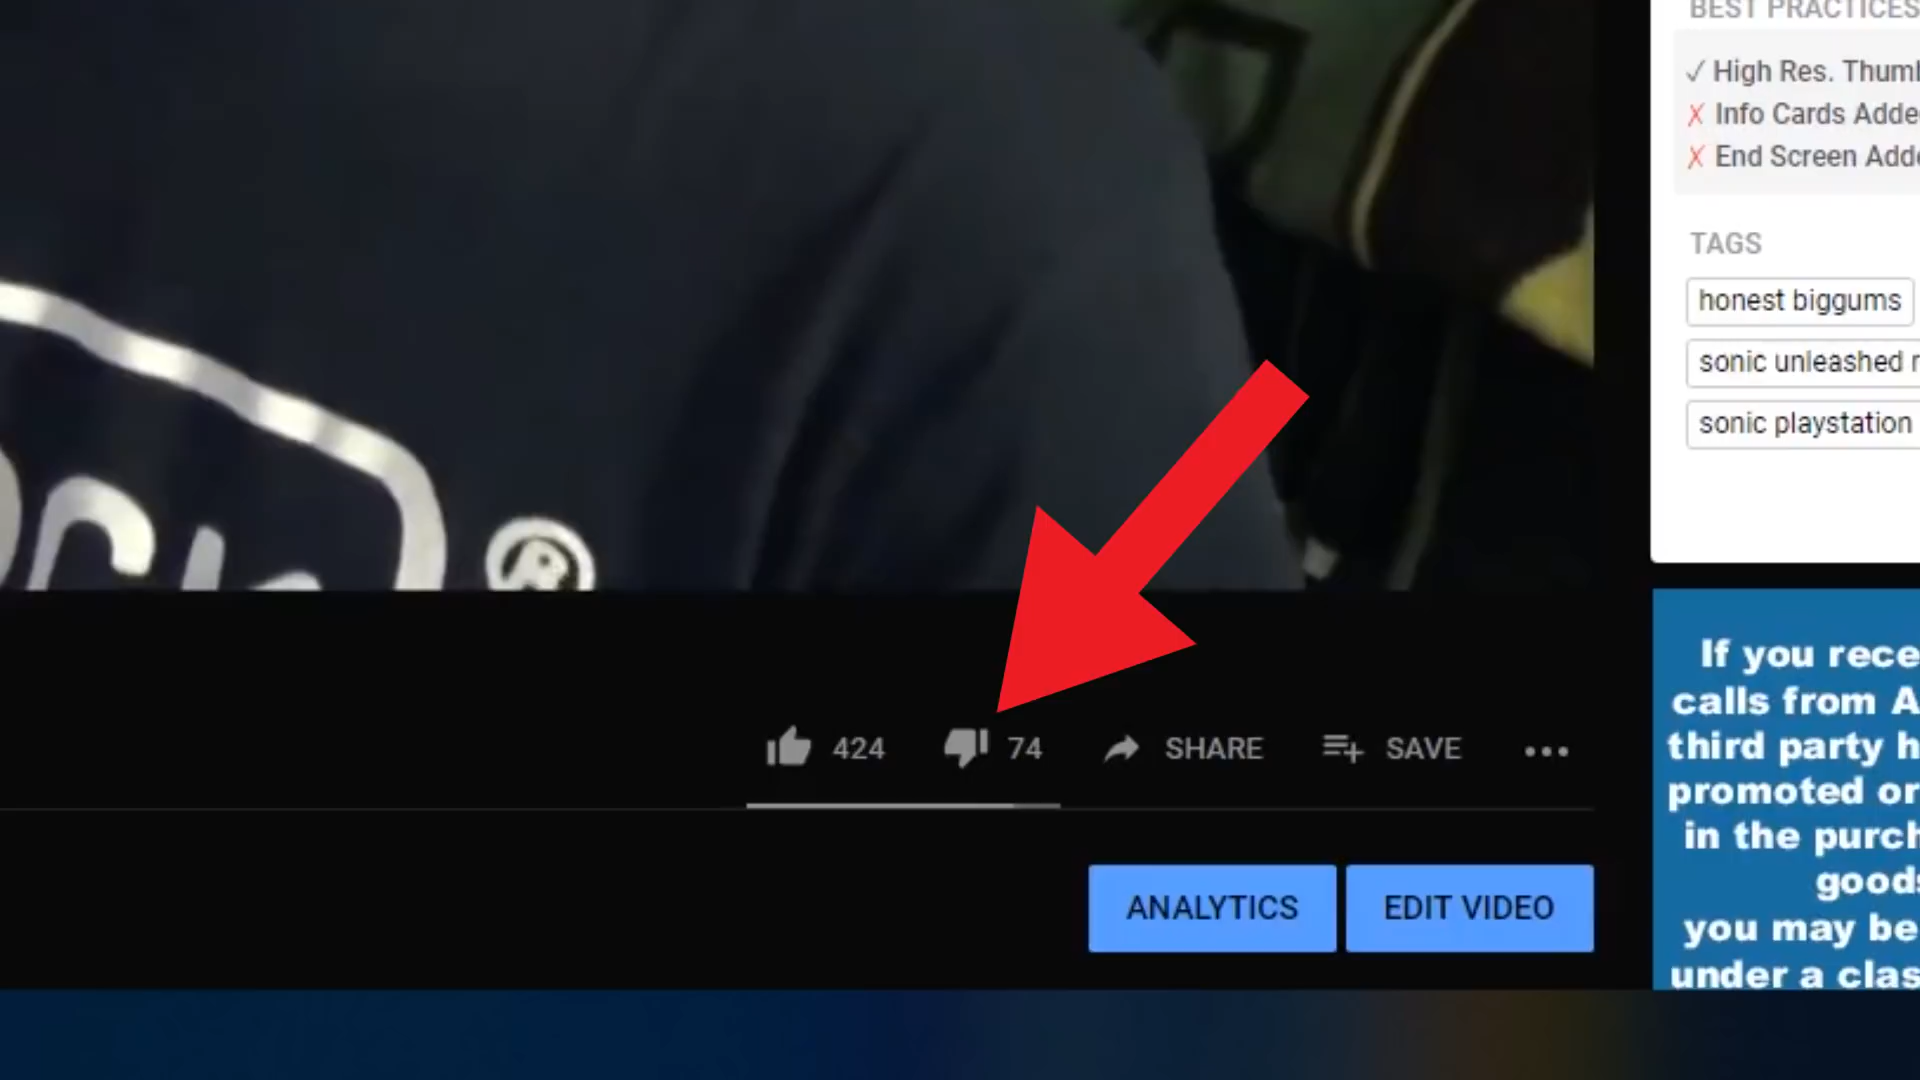 BEST PRACTICES
✓ High Res. Thum
X Info Cards Adde
X End Screen Add
TAGS
honest biggums
sonic unleashed r
sonic playstation
®
424
74
SHARE
SAVE
ANALYTICS
EDIT VIDEO
If you rece
calls from A
third party h
promoted or
in the purch
goods
you may be
under a clas